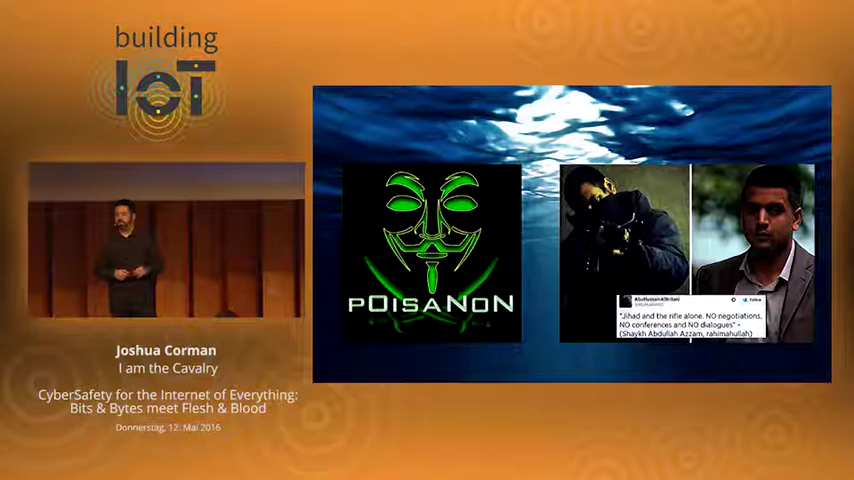 building
IoT
Joshua Corman
I am the Cavalry
CyberSafety for the Internet of Everything:
Bits & Bytes meet Flesh & Blood
Donnerstag, 12. Mai 2016
pOisANoN
AbuHussainAlBritani
Follow
"Jihad and the rifle alone. NO negotiations,
NO conferences and NO dialogues" -
(Shaykh Abdullah Azzam, rahimahullah)